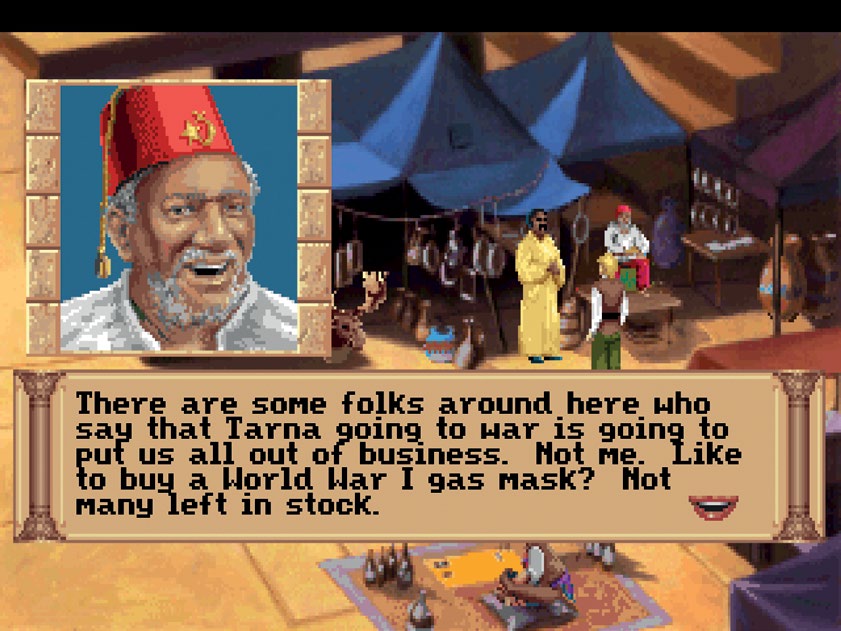 There are some folks around here who
say that Tarna going to war is going to
put us all out of business.  Not me.  Like
to buy a World War I gas mask?  Not
many left in stock.